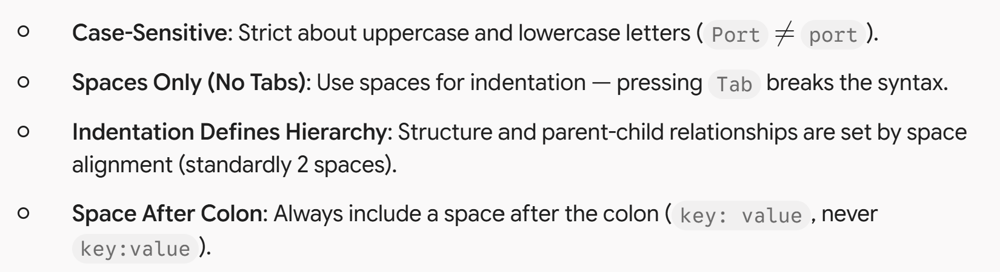 Case-Sensitive: Strict about uppercase and lowercase letters ( Port ≠ port ).
Spaces Only (No Tabs): Use spaces for indentation — pressing Tab breaks the syntax.
Indentation Defines Hierarchy: Structure and parent-child relationships are set by space
alignment (standardly 2 spaces).
Space After Colon: Always include a space after the colon ( key: value , never
key:value ).